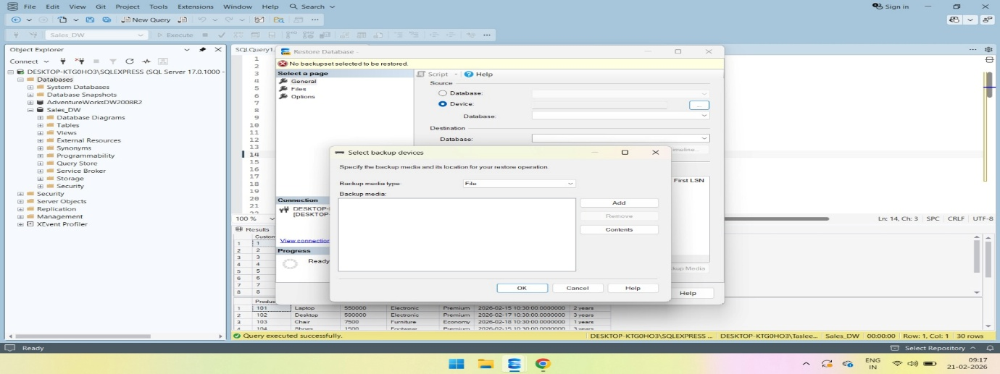 File Edit View Git Project Tools Extensions Window Help Search Sign in
New Query
Sales_DW Execute
Object Explorer
Connect
DESKTOP-KTG0HO3\SQLEXPRESS (SQL Server 17.0.1000 -
Databases
System Databases
Database Snapshots
AdventureWorksDW2008R2
Sales_DW
Database Diagrams
Tables
Views
External Resources
Synonyms
Programmability
Query Store
Service Broker
Storage
Security
Security
Server Objects
Replication
Management
XEvent Profiler
SQLQuery1.
1
2
3
4
5
6
7
8
9
10
11
12
13
14
15
16
17
18
19
20
21
100 %
Ln: 14, Ch: 3 SPC CRLF UTF-8
Restore Database -
No backupset selected to be restored.
Select a page
General
Files
Options
Script Help
Source
Database:
Device:
...
Database:
Destination
Database:
Timeline...
First LSN
Connection
DESKTOP-
[DESKTOP-
View connection
Progress
Ready
kup Media
Help
Select backup devices
Specify the backup media and its location for your restore operation.
Backup media type: File
Backup media:
Add
Remove
Contents
OK Cancel Help
Results
Custom
1 1
2 2
3 3
4 4
5 5
6 6
7 7
8 8
Produc
1 101 Laptop 550000 Electronic Premium 2026-02-15 10:30:00.0000000 2 years
2 102 Desktop 590000 Electronic Premium 2026-02-17 10:30:00.0000000 3 years
3 103 Chair 7500 Furniture Economy 2026-02-18 10:30:00.0000000 1 years
4 104 Shoes 1500 Footwear Premium 2026-02-15 10:30:00.0000000 3 years
Query executed successfully. DESKTOP-KTG0HO3\SQLEXPRESS ... DESKTOP-KTG0HO3\Taslee... Sales_DW 00:00:00 Row: 1, Col: 1 30 rows
Ready Select Repository
ENG
IN
09:17
21-02-2026